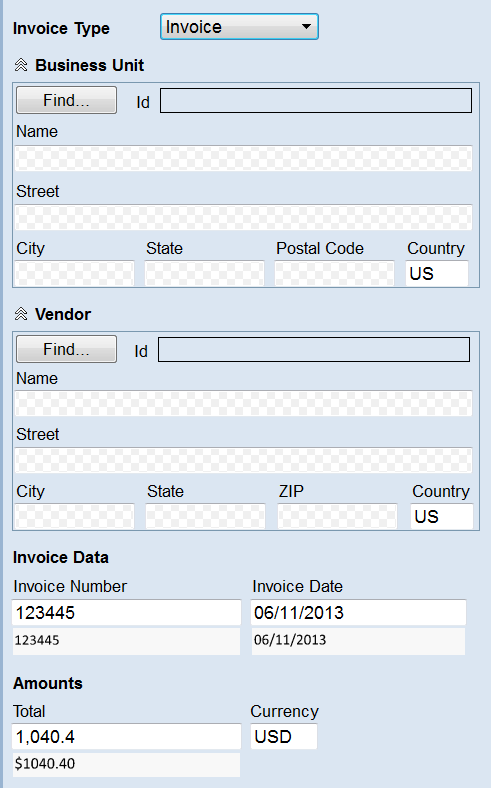 Invoice Type Invoice
Business Unit
Find... Id
Name
Street
City State Postal Code Country
US
Vendor
Find... Id
Name
Street
City State ZIP Country
US
Invoice Data
Invoice Number Invoice Date
123445 06/11/2013
123445 06/11/2013
Amounts
Total Currency
1,040.4 USD
$1040.40